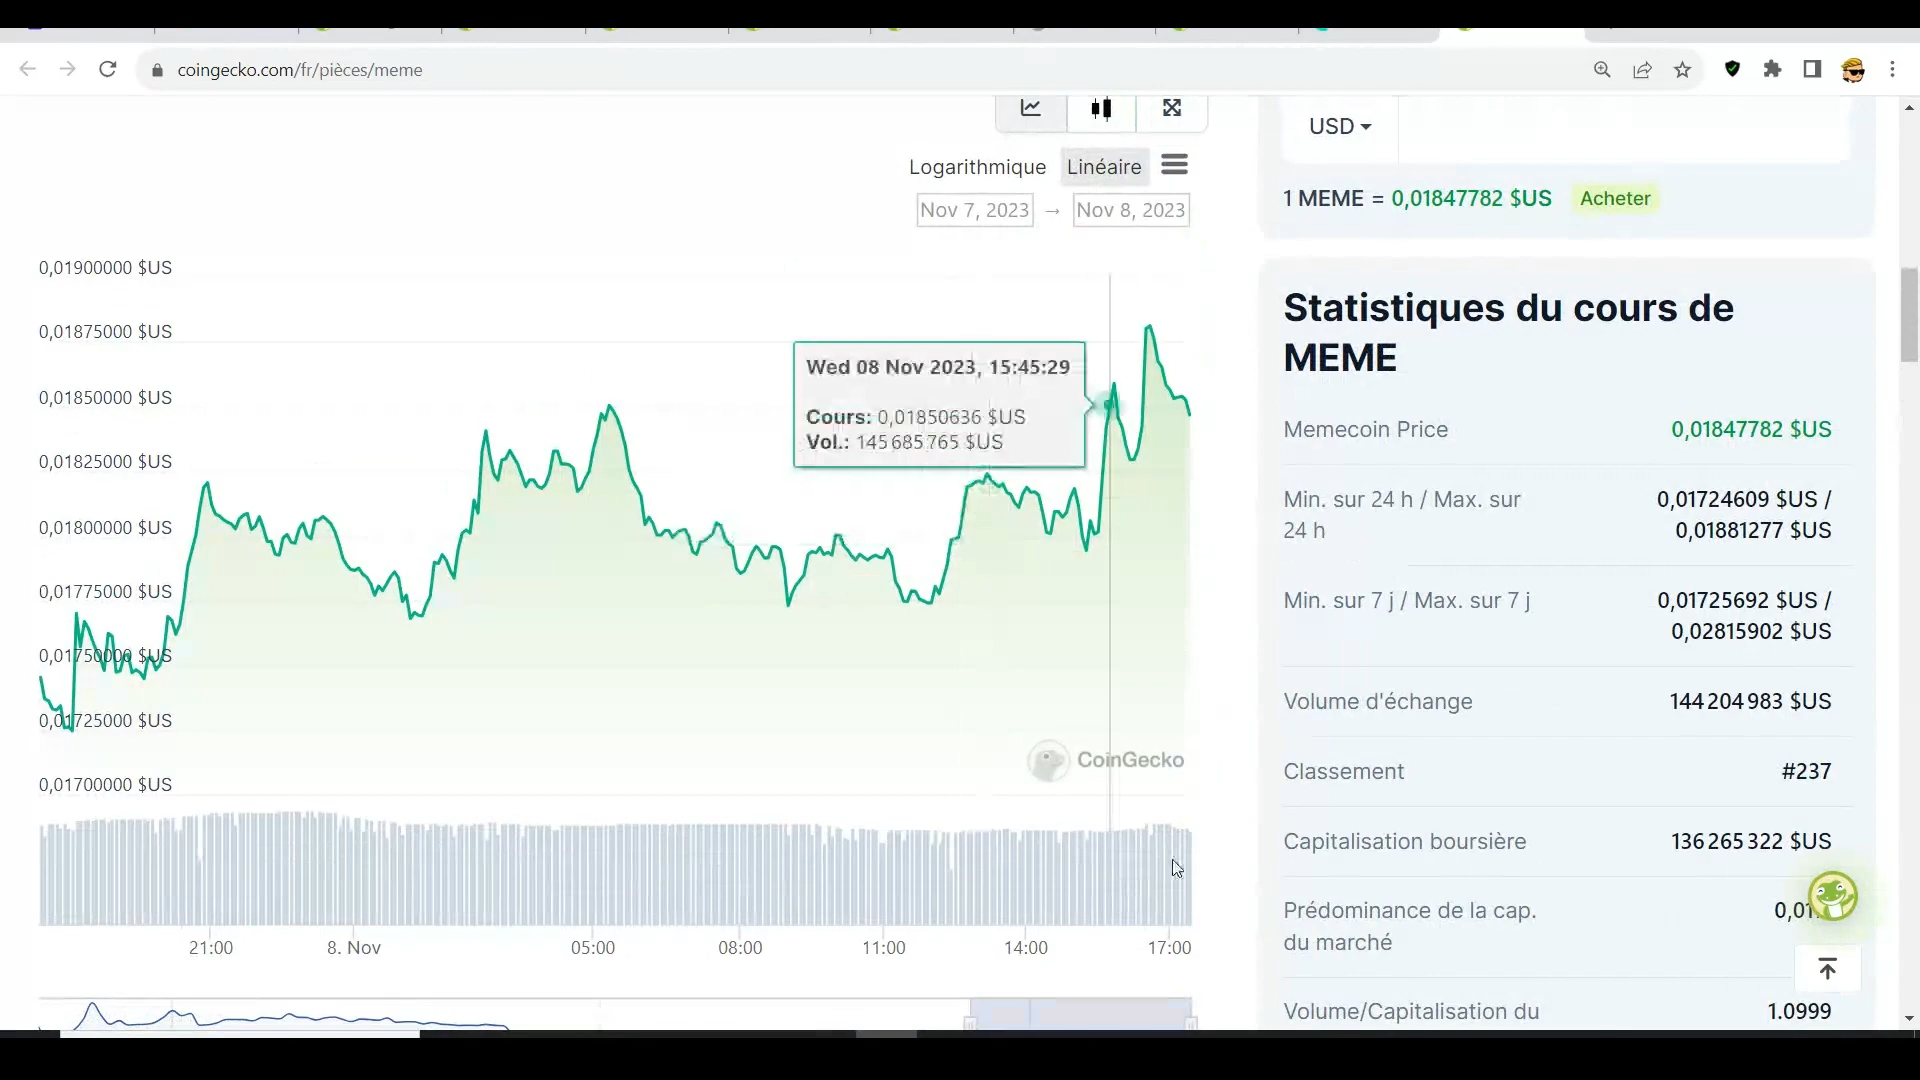 coingecko.com/fr/pièces/meme
Logarithmique Linéaire
Nov 7, 2023 → Nov 8, 2023
0,01900000 $US
0,01875000 $US
0,01850000 $US
0,01825000 $US
0,01800000 $US
0,01775000 $US
0,01750000 $US
0,01725000 $US
0,01700000 $US
Wed 08 Nov 2023, 15:45:29
Cours: 0,01850636 $US
Vol.: 145 685 765 $US
CoinGecko
21:00 8. Nov 05:00 08:00 11:00 14:00 17:00
USD
1 MEME = 0,01847782 $US Acheter
Statistiques du cours de
MEME
Memecoin Price 0,01847782 $US
Min. sur 24 h / Max. sur 0,01724609 $US /
24 h 0,01881277 $US
Min. sur 7 j / Max. sur 7 j 0,01725692 $US /
0,02815902 $US
Volume d'échange 144 204 983 $US
Classement #237
Capitalisation boursière 136 265 322 $US
Prédominance de la cap.
du marché
Volume/Capitalisation du 1.0999